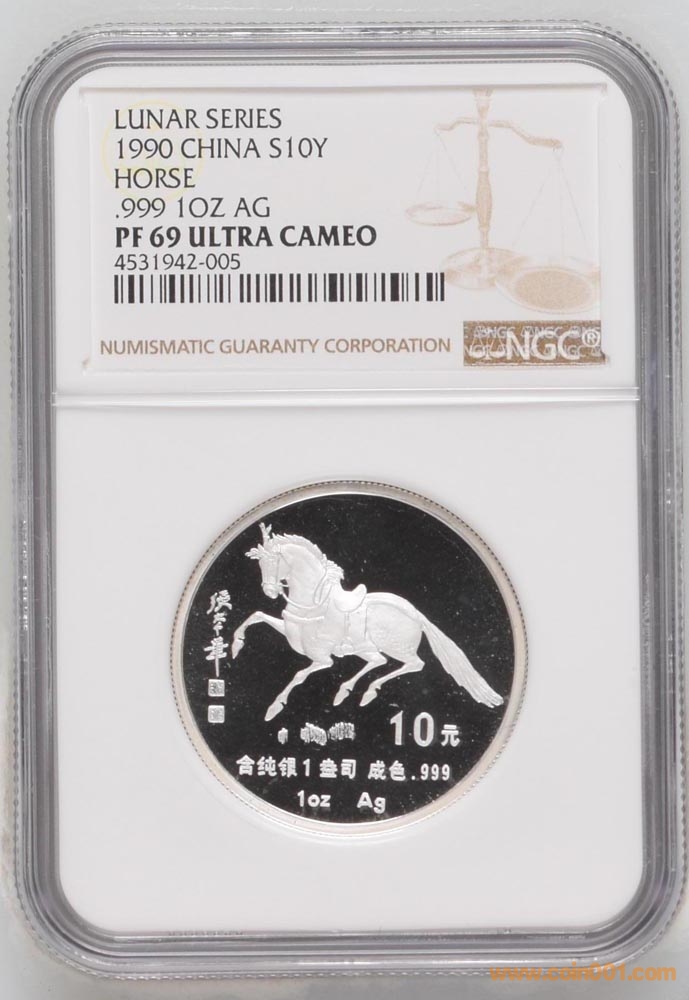 LUNAR SERIES
1990 CHINA S10Y
HORSE
.999 1OZ AG
PF 69 ULTRA CAMEO
4531942-005
NUMISMATIC GUARANTY CORPORATION
NGC®
10元
含纯银1盎司 成色.999
1oz Ag
www.coin001.com